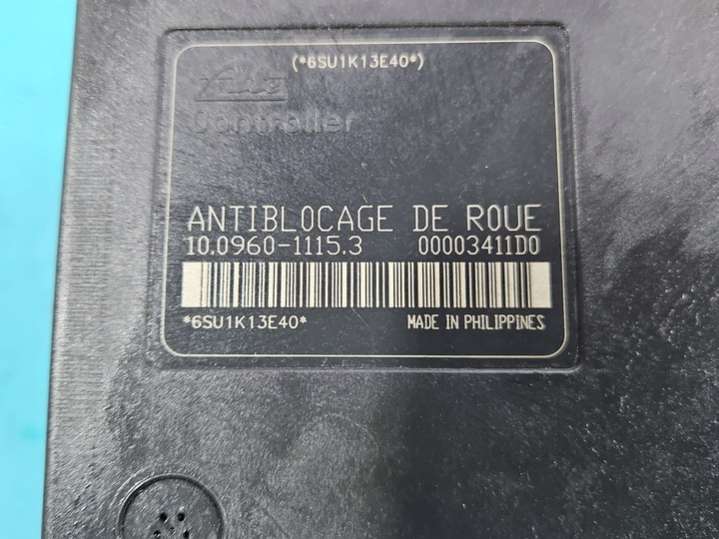 (*6SU1K13E40*)
Controller
ANTIBLOCAGE DE ROUE
10.0960-1115.3 00003411D0
*6SU1K13E40*
MADE IN PHILIPPINES